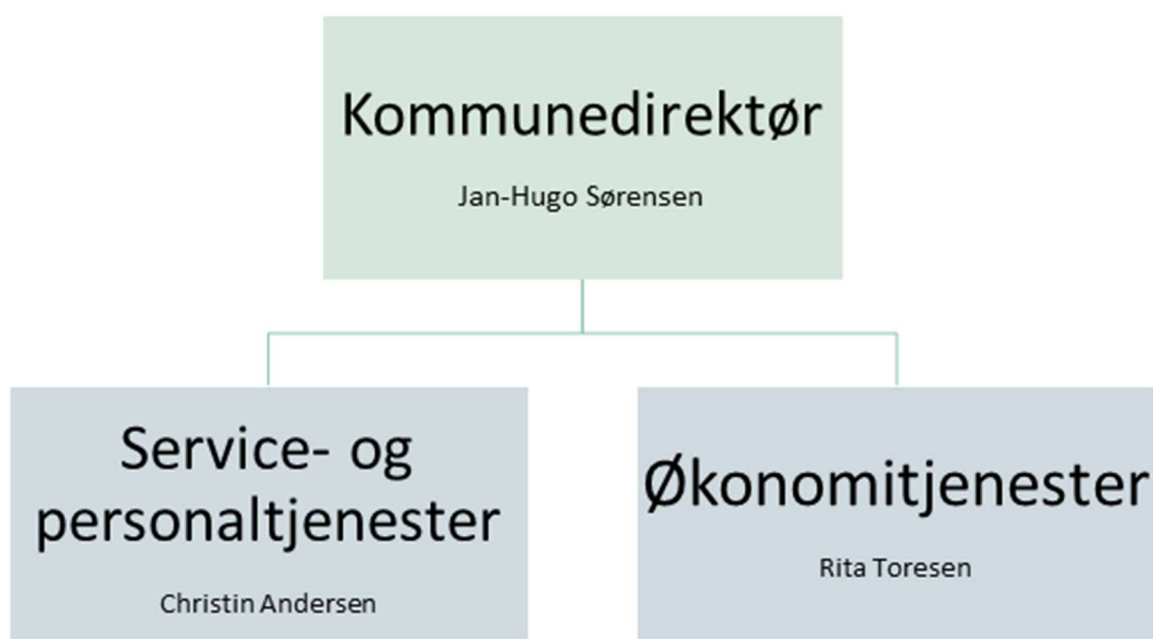 Kommunedirektør
Jan-Hugo Sørensen
Service- og
personaltjenester
Christin Andersen
Økonomitjenester
Rita Toresen